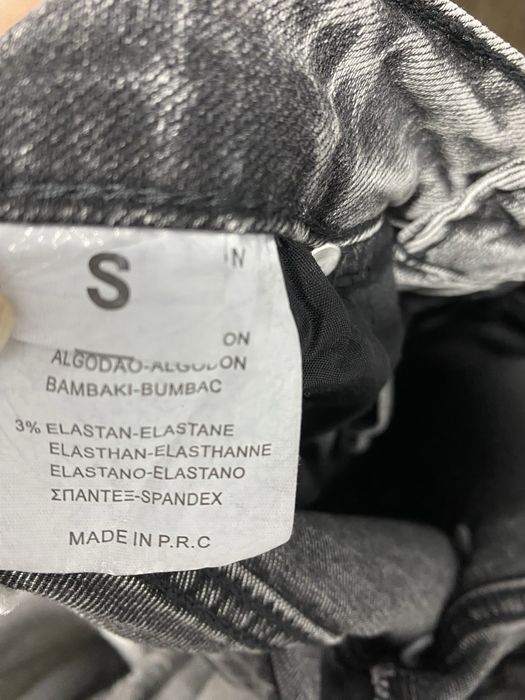 S
N
ON
ALGODAO-ALGODON
BAMBAKI-BUMBAC
3% ELASTAN-ELASTANE
ELASTHAN-ELASTHANNE
ELASTANO-ELASTANO
ΣΠΑΝΤΕΞ-SPANDEX
MADE IN P.R.C